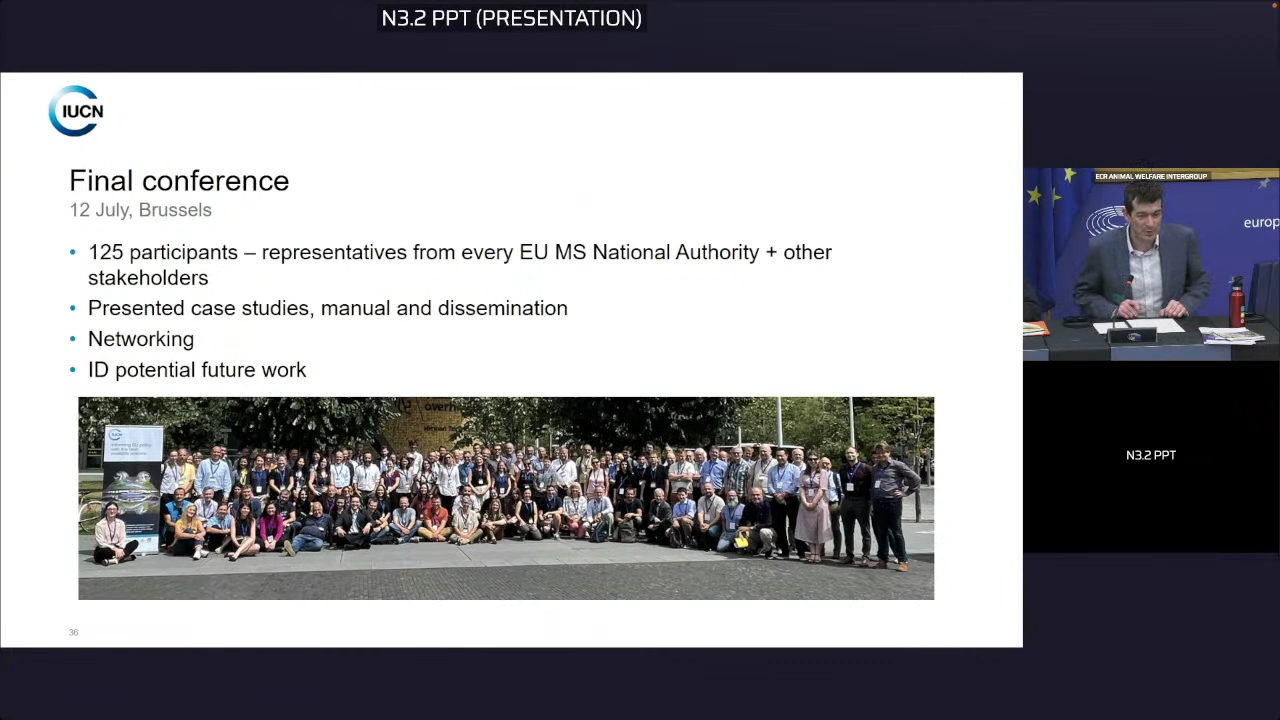 N3.2 PPT (PRESENTATION)
IUCN
Final conference
12 July, Brussels
• 125 participants – representatives from every EU MS National Authority + other
stakeholders
• Presented case studies, manual and dissemination
• Networking
• ID potential future work
IUCN
36
ECR ANIMAL WELFARE INTERGROUP
europ
N3.2 PPT